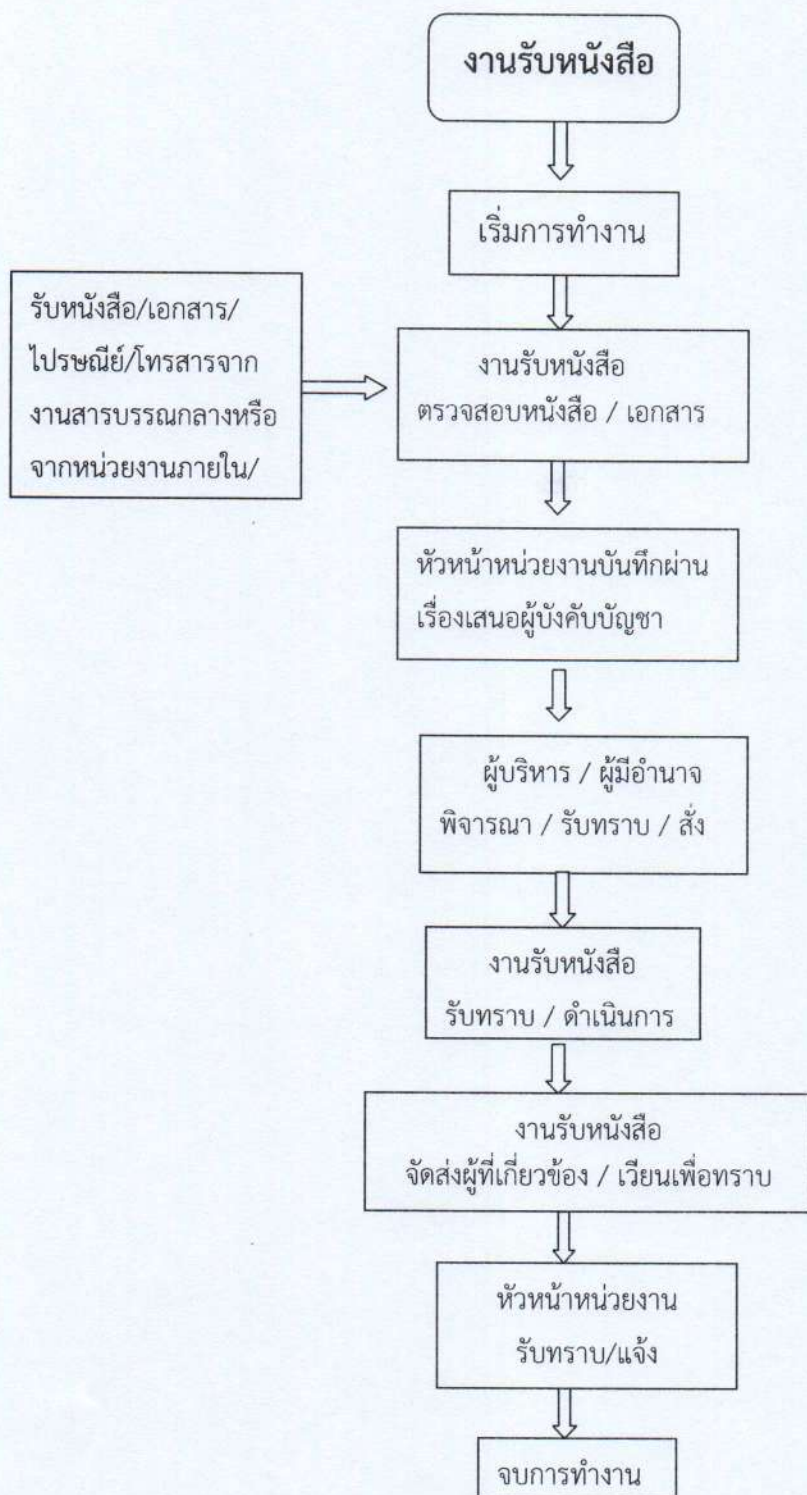 งานรับหนังสือ
เริ่มการทำงาน
รับหนังสือ/เอกสาร/
ไปรษณีย์/โทรสารจาก
งานสารบรรณกลางหรือ
จากหน่วยงานภายใน/
งานรับหนังสือ
ตรวจสอบหนังสือ / เอกสาร
หัวหน้าหน่วยงานบันทึกผ่าน
เรื่องเสนอผู้บังคับบัญชา
ผู้บริหาร / ผู้มีอำนาจ
พิจารณา / รับทราบ / สั่ง
งานรับหนังสือ
รับทราบ / ดำเนินการ
งานรับหนังสือ
จัดส่งผู้ที่เกี่ยวข้อง / เวียนเพื่อทราบ
หัวหน้าหน่วยงาน
รับทราบ/แจ้ง
จบการทำงาน